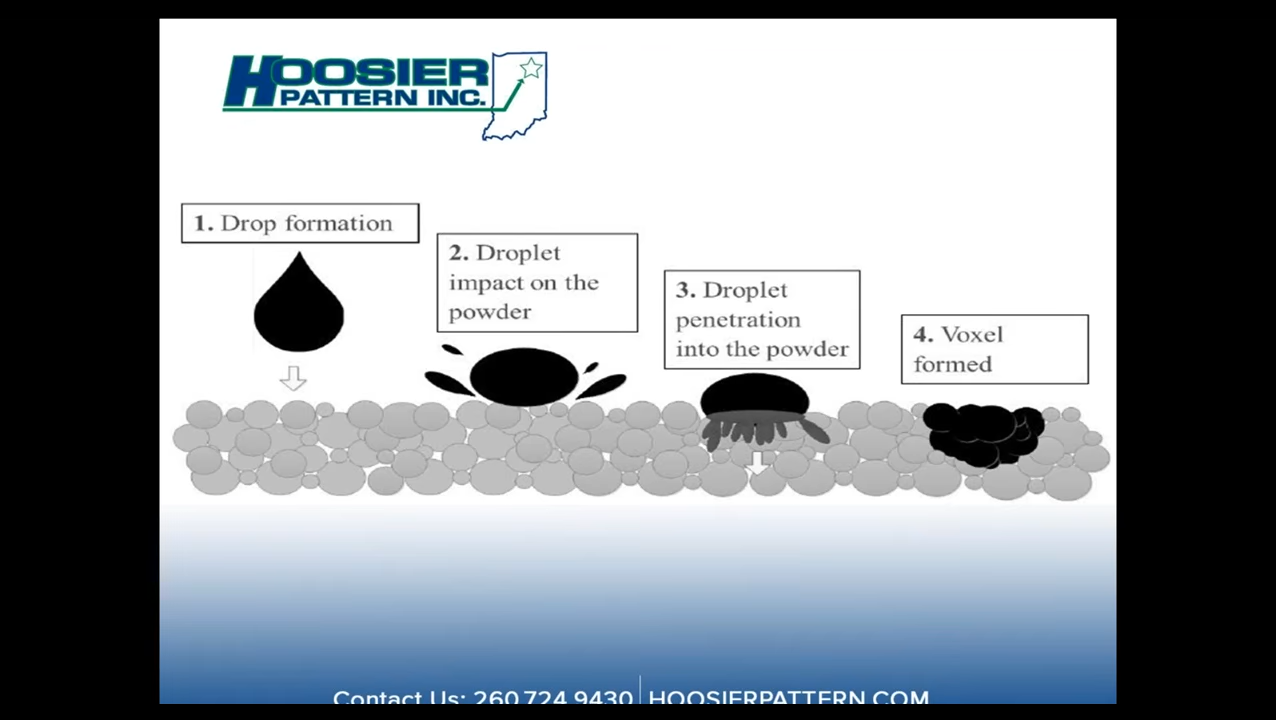 HOOSIER
PATTERN INC.
1. Drop formation
2. Droplet
impact on the
powder
3. Droplet
penetration
into the powder
4. Voxel
formed
Contact Us: 260.724.9430 | HOOSIERPATTERN.COM